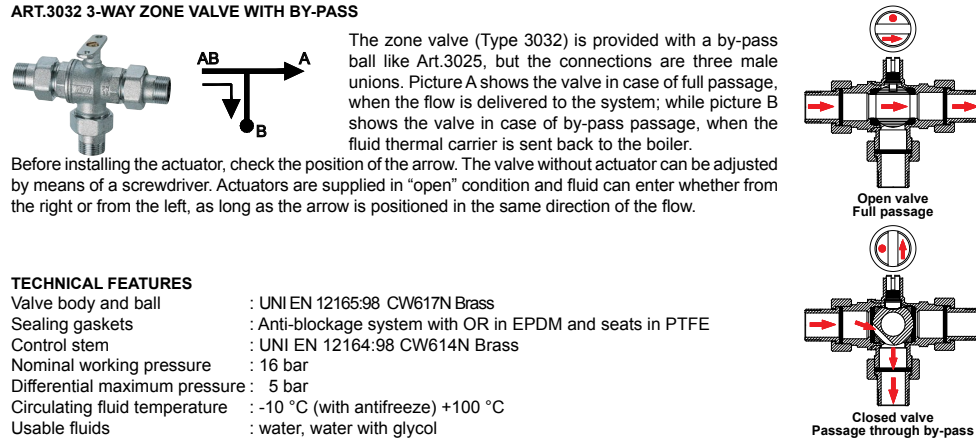 ART.3032 3-WAY ZONE VALVE WITH BY-PASS
AB
A
B
The zone valve (Type 3032) is provided with a by-pass
ball like Art.3025, but the connections are three male
unions. Picture A shows the valve in case of full passage,
when the flow is delivered to the system; while picture B
shows the valve in case of by-pass passage, when the
fluid thermal carrier is sent back to the boiler.
Before installing the actuator, check the position of the arrow. The valve without actuator can be adjusted
by means of a screwdriver. Actuators are supplied in “open” condition and fluid can enter whether from
the right or from the left, as long as the arrow is positioned in the same direction of the flow.
Open valve
Full passage
TECHNICAL FEATURES
Valve body and ball : UNI EN 12165:98 CW617N Brass
Sealing gaskets : Anti-blockage system with OR in EPDM and seats in PTFE
Control stem : UNI EN 12164:98 CW614N Brass
Nominal working pressure : 16 bar
Differential maximum pressure : 5 bar
Circulating fluid temperature : -10 °C (with antifreeze) +100 °C
Usable fluids : water, water with glycol
Closed valve
Passage through by-pass